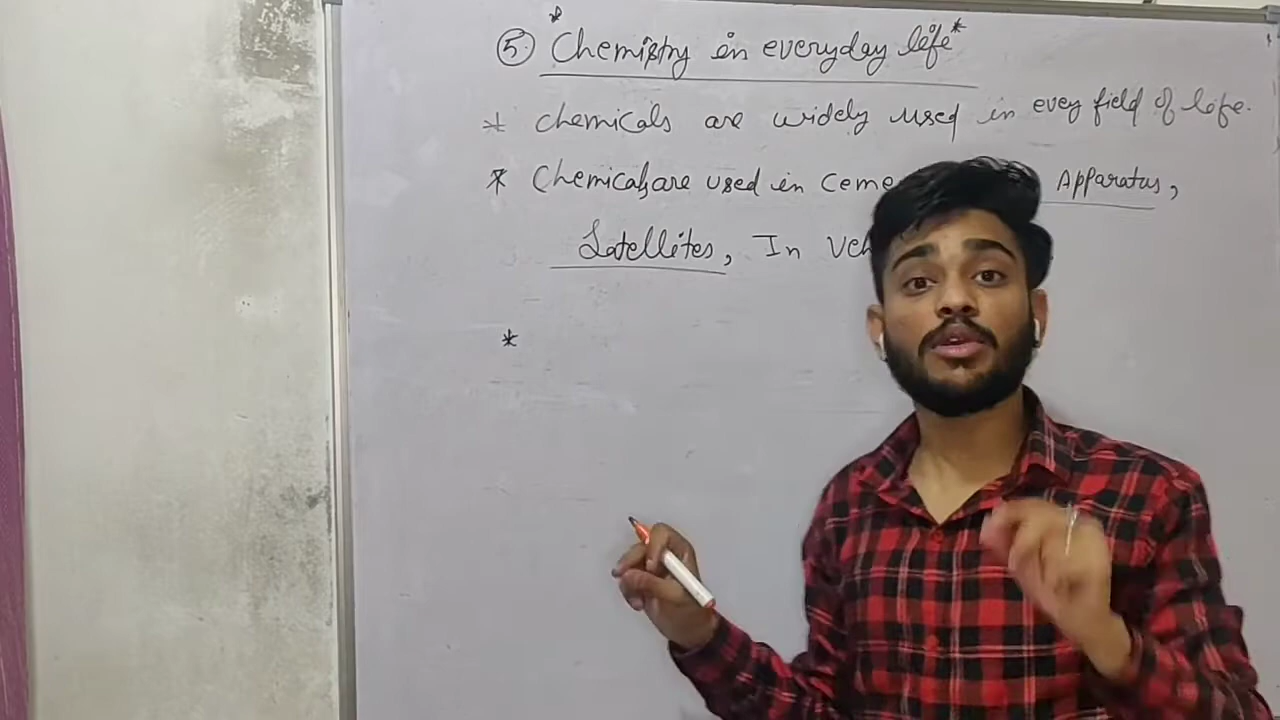 ⑤ *Chemistry in everyday life*
* chemicals are widely used in evey field of life.
* Chemicals are used in Ceme Apparatus,
Satellites, In Veh
*